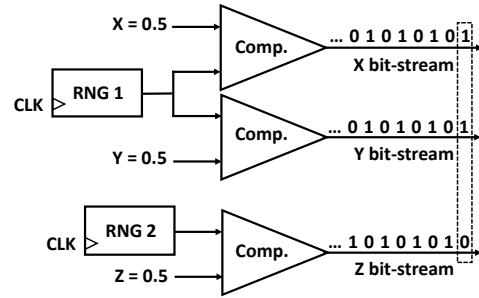 X = 0.5
Comp.
... 0 1 0 1 0 1 0 1
X bit-stream
RNG 1
CLK
Comp.
... 0 1 0 1 0 1 0 1
Y bit-stream
Y = 0.5
RNG 2
CLK
Comp.
... 1 0 1 0 1 0 1 0
Z bit-stream
Z = 0.5